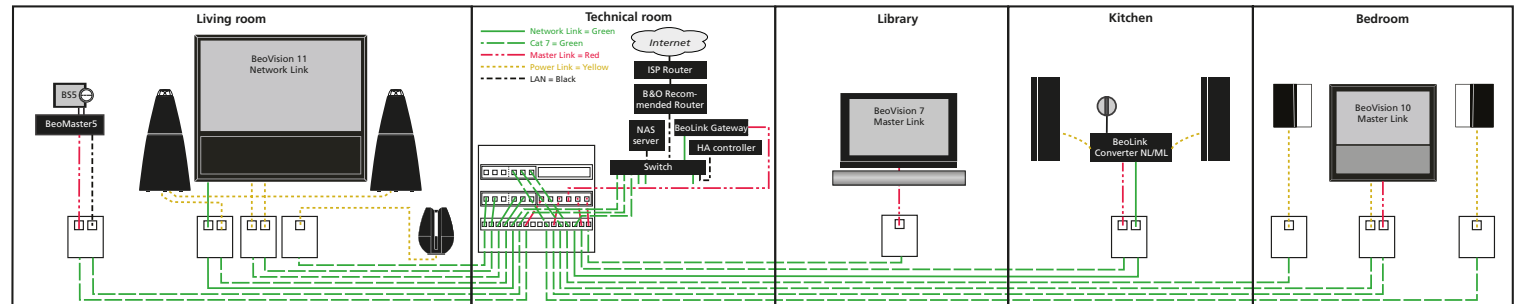 Living room
Technical room
Library
Kitchen
Bedroom
BeoVision 11
Network Link
BS5
BeoMaster5
Network Link = Green
Cat 7 = Green
Master Link = Red
Power Link = Yellow
LAN = Black
Internet
ISP Router
B&O Recom-
mended Router
NAS
server
BeoLink Gateway
HA controller
Switch
BeoVision 7
Master Link
BeoLink
Converter NL/ML
BeoVision 10
Master Link